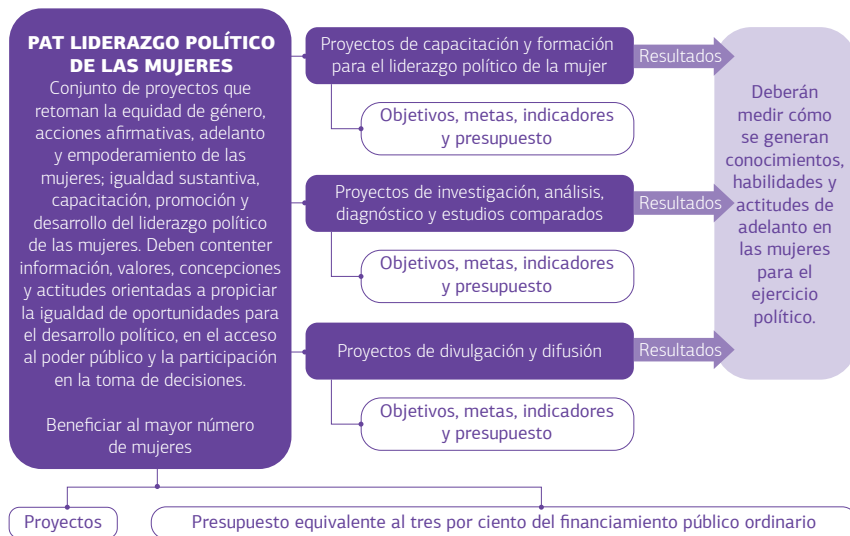 PAT LIDERAZGO POLÍTICO
DE LAS MUJERES
Conjunto de proyectos que
retoman la equidad de género,
acciones afirmativas, adelanto
y empoderamiento de las
mujeres; igualdad sustantiva,
capacitación, promoción y
desarrollo del liderazgo político
de las mujeres. Deben contenter
información, valores, concepciones
y actitudes orientadas a propiciar
la igualdad de oportunidades para
el desarrollo político, en el acceso
al poder público y la participación
en la toma de decisiones.
Beneficiar al mayor número
de mujeres
Proyectos de capacitación y formación
para el liderazgo político de la mujer
Resultados
Objetivos, metas, indicadores
y presupuesto
Proyectos de investigación, análisis,
diagnóstico y estudios comparados
Resultados
Objetivos, metas, indicadores
y presupuesto
Proyectos de divulgación y difusión
Resultados
Objetivos, metas, indicadores
y presupuesto
Deberán
medir cómo
se generan
conocimientos,
habilidades y
actitudes de
adelanto en
las mujeres
para el
ejercicio
político.
Proyectos
Presupuesto equivalente al tres por ciento del financiamiento público ordinario